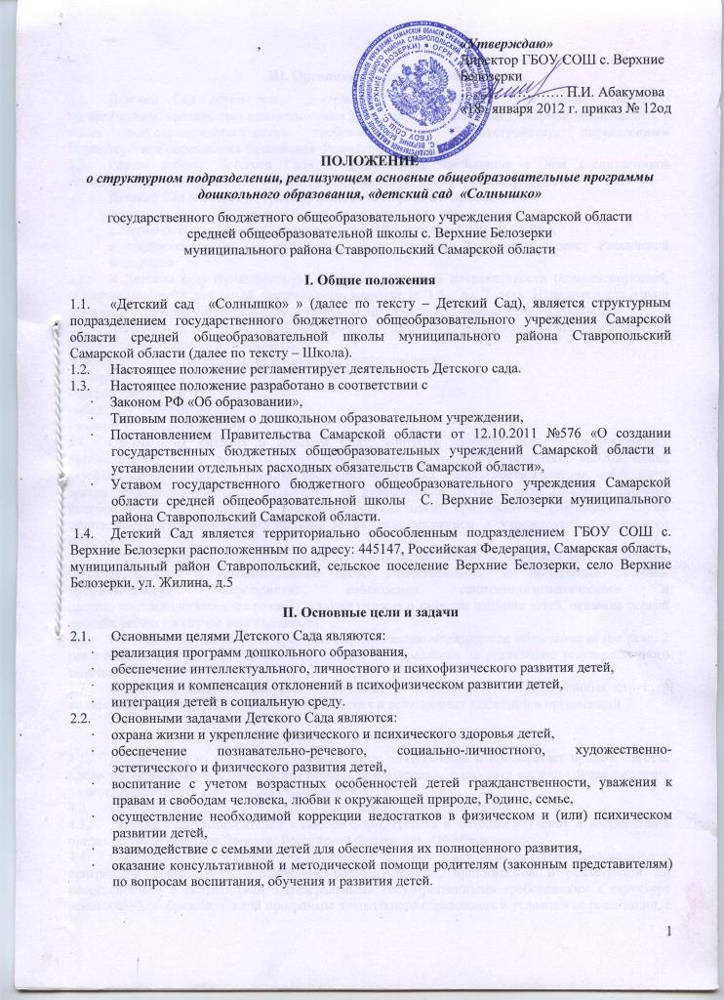 «Утверждаю»
Директор ГБОУ СОШ с. Верхние
Белозерки
Н.И. Абакумова
«18» января 2012 г. приказ № 12од
ПОЛОЖЕНИЕ
о структурном подразделении, реализующем основные общеобразовательные программы
дошкольного образования, «детский сад «Солнышко»
государственного бюджетного общеобразовательного учреждения Самарской области
средней общеобразовательной школы с. Верхние Белозерки
муниципального района Ставропольский Самарской области
I. Общие положения
1.1. «Детский сад «Солнышко» » (далее по тексту – Детский Сад), является структурным
подразделением государственного бюджетного общеобразовательного учреждения Самарской
области средней общеобразовательной школы муниципального района Ставропольский
Самарской области (далее по тексту – Школа).
1.2. Настоящее положение регламентирует деятельность Детского сада.
1.3. Настоящее положение разработано в соответствии с
· Законом РФ «Об образовании»,
· Типовым положением о дошкольном образовательном учреждении,
· Постановлением Правительства Самарской области от 12.10.2011 №576 «О создании
государственных бюджетных общеобразовательных учреждений Самарской области и
установлении отдельных расходных обязательств Самарской области»,
· Уставом государственного бюджетного общеобразовательного учреждения Самарской
области средней общеобразовательной школы С. Верхние Белозерки муниципального
района Ставропольский Самарской области.
1.4. Детский Сад является территориально обособленным подразделением ГБОУ СОШ с.
Верхние Белозерки расположенным по адресу: 445147, Российская Федерация, Самарская область,
муниципальный район Ставропольский, сельское поселение Верхние Белозерки, село Верхние
Белозерки, ул. Жилина, д.5
II. Основные цели и задачи
2.1. Основными целями Детского Сада являются:
· реализация программ дошкольного образования,
· обеспечение интеллектуального, личностного и психофизического развития детей,
· коррекция и компенсация отклонений в психофизическом развитии детей,
· интеграция детей в социальную среду.
2.2. Основными задачами Детского Сада являются:
· охрана жизни и укрепление физического и психического здоровья детей,
· обеспечение познавательно-речевого, социально-личностного, художественно-
эстетического и физического развития детей,
· воспитание с учетом возрастных особенностей детей гражданственности, уважения к
правам и свободам человека, любви к окружающей природе, Родине, семье,
· осуществление необходимой коррекции недостатков в физическом и (или) психическом
развитии детей,
· взаимодействие с семьями детей для обеспечения их полноценного развития,
· оказание консультативной и методической помощи родителям (законным представителям)
по вопросам воспитания, обучения и развития детей.
1